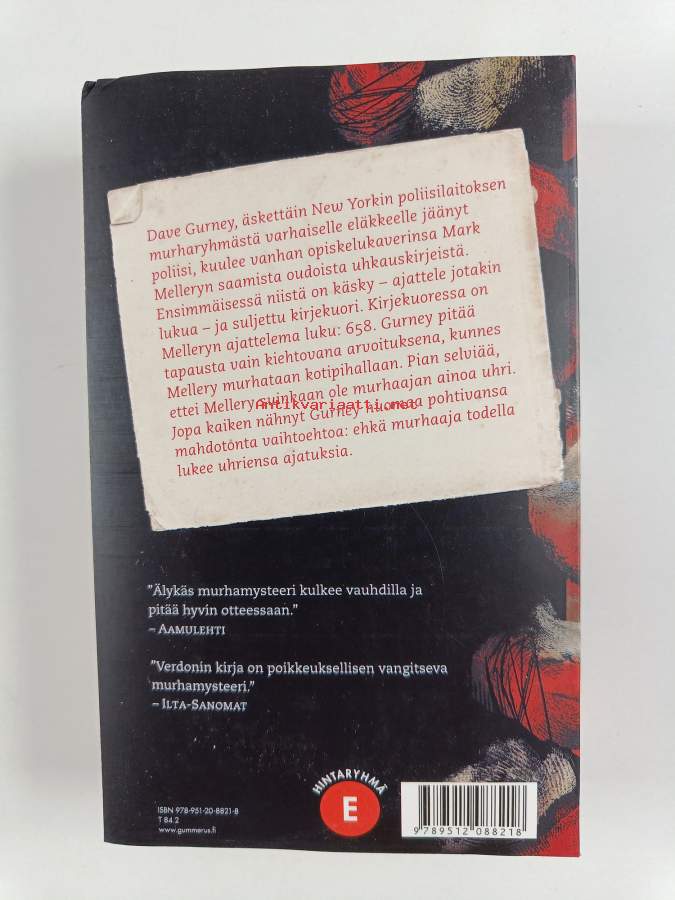 Dave Gurney, äskettäin New Yorkin poliisilaitoksen
murharyhmästä varhaiselle eläkkeelle jäänyt
poliisi, kuulee vanhan opiskelukaverinsa Mark
Melleryn saamista oudoista uhkauskirjeistä.
Ensimmäisessä niistä on käsky – ajattele jotakin
lukua – ja suljettu kirjekuori. Kirjekuoressa on
Melleryn ajattelema luku: 658. Gurney pitää
tapausta vain kiehtovana arvoituksena, kunnes
Mellery murhataan kotipihallaan. Pian selviää,
ettei Mellery suinkaan ole murhaajan ainoa uhri.
Antikvariaatti.net
Jopa kaiken nähnyt Gurney huomaa pohtivansa
mahdotonta vaihtoehtoa: ehkä murhaaja todella
lukee uhriensa ajatuksia.
”Älykäs murhamysteeri kulkee vauhdilla ja
pitää hyvin otteessaan.”
– AAMULEHTI
”Verdonin kirja on poikkeuksellisen vangitseva
murhamysteeri.”
– ILTA-SANOMAT
HINTARYHMÄ
E
ISBN 978-951-20-8821-8
T 84.2
www.gummerus.fi
9 789512 088218